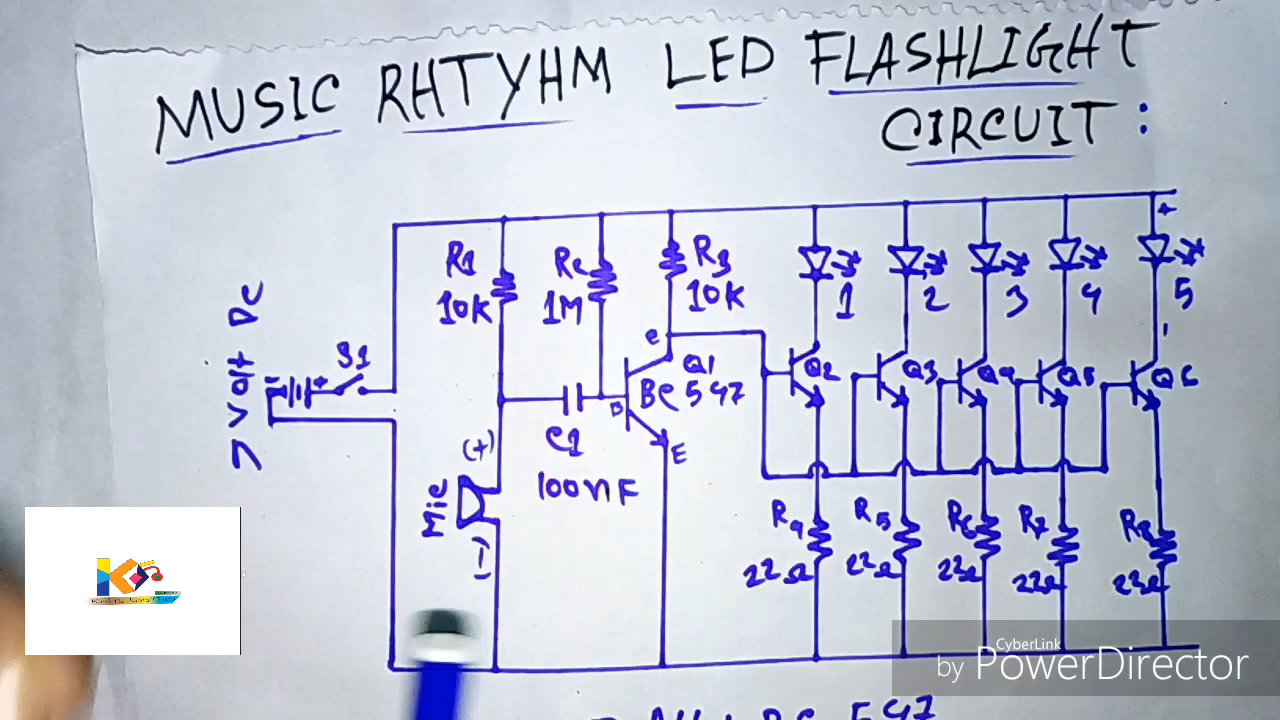 MUSIC RHTYHM LED FLASHLIGHT
CIRCUIT :
7 Volt DC
- + S1
R1
10K
R2
1M
R3
10K
C
Q1
BC 547
B
E
C1
100nF
Mic
(+)
(-)
1
2
3
4
5
+
Q2
Q3
Q4
Q5
Q6
R4
22Ω
R5
22Ω
R6
22Ω
R7
22Ω
R8
22Ω
CyberLink
by PowerDirector
547